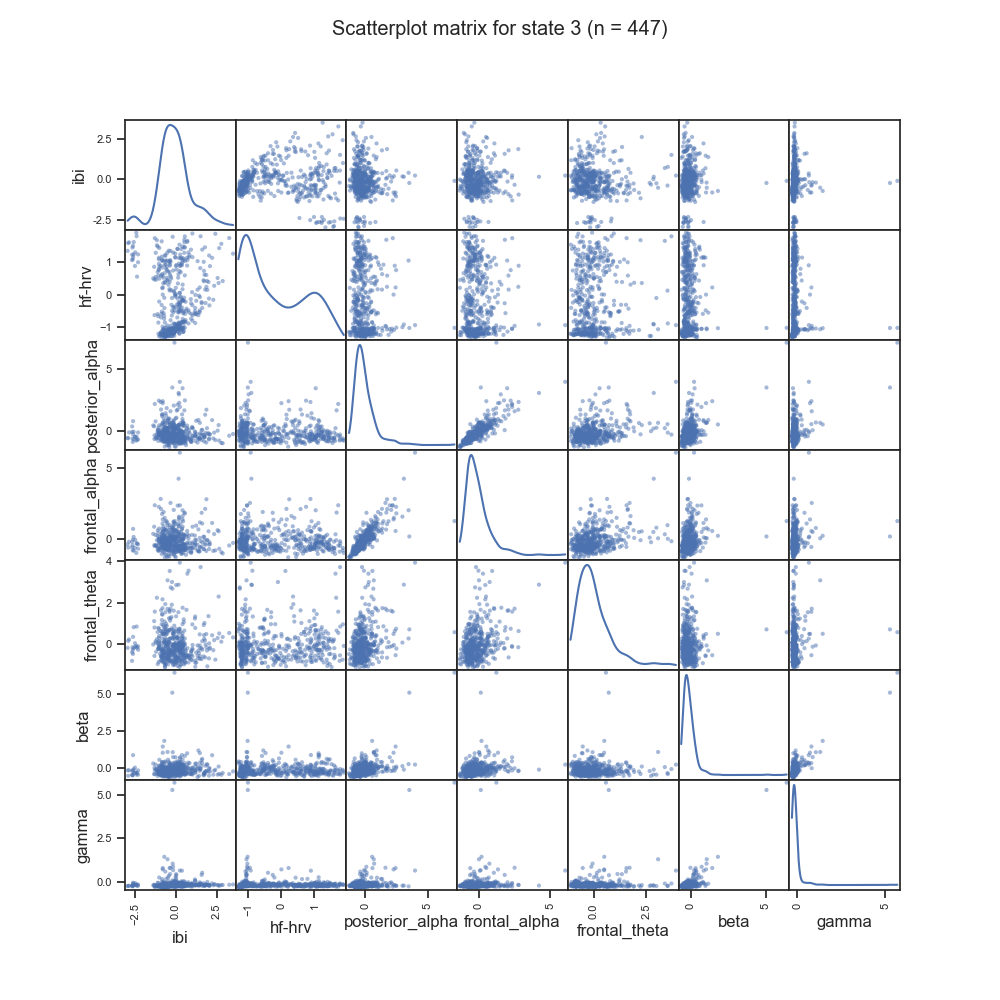 Scatterplot matrix for state 3 (n = 447)
ibi
2.5
0.0
−2.5
hf-hrv
1
0
−1
posterior_alpha
5
0
frontal_alpha
5
0
frontal_theta
4
2
0
beta
5.0
2.5
0.0
gamma
5.0
2.5
0.0
−2.5 0.0 2.5 −1 0 1 0 5 0 5 0.0 2.5 0 5 0 5
ibi hf-hrv posterior_alpha frontal_alpha frontal_theta beta gamma